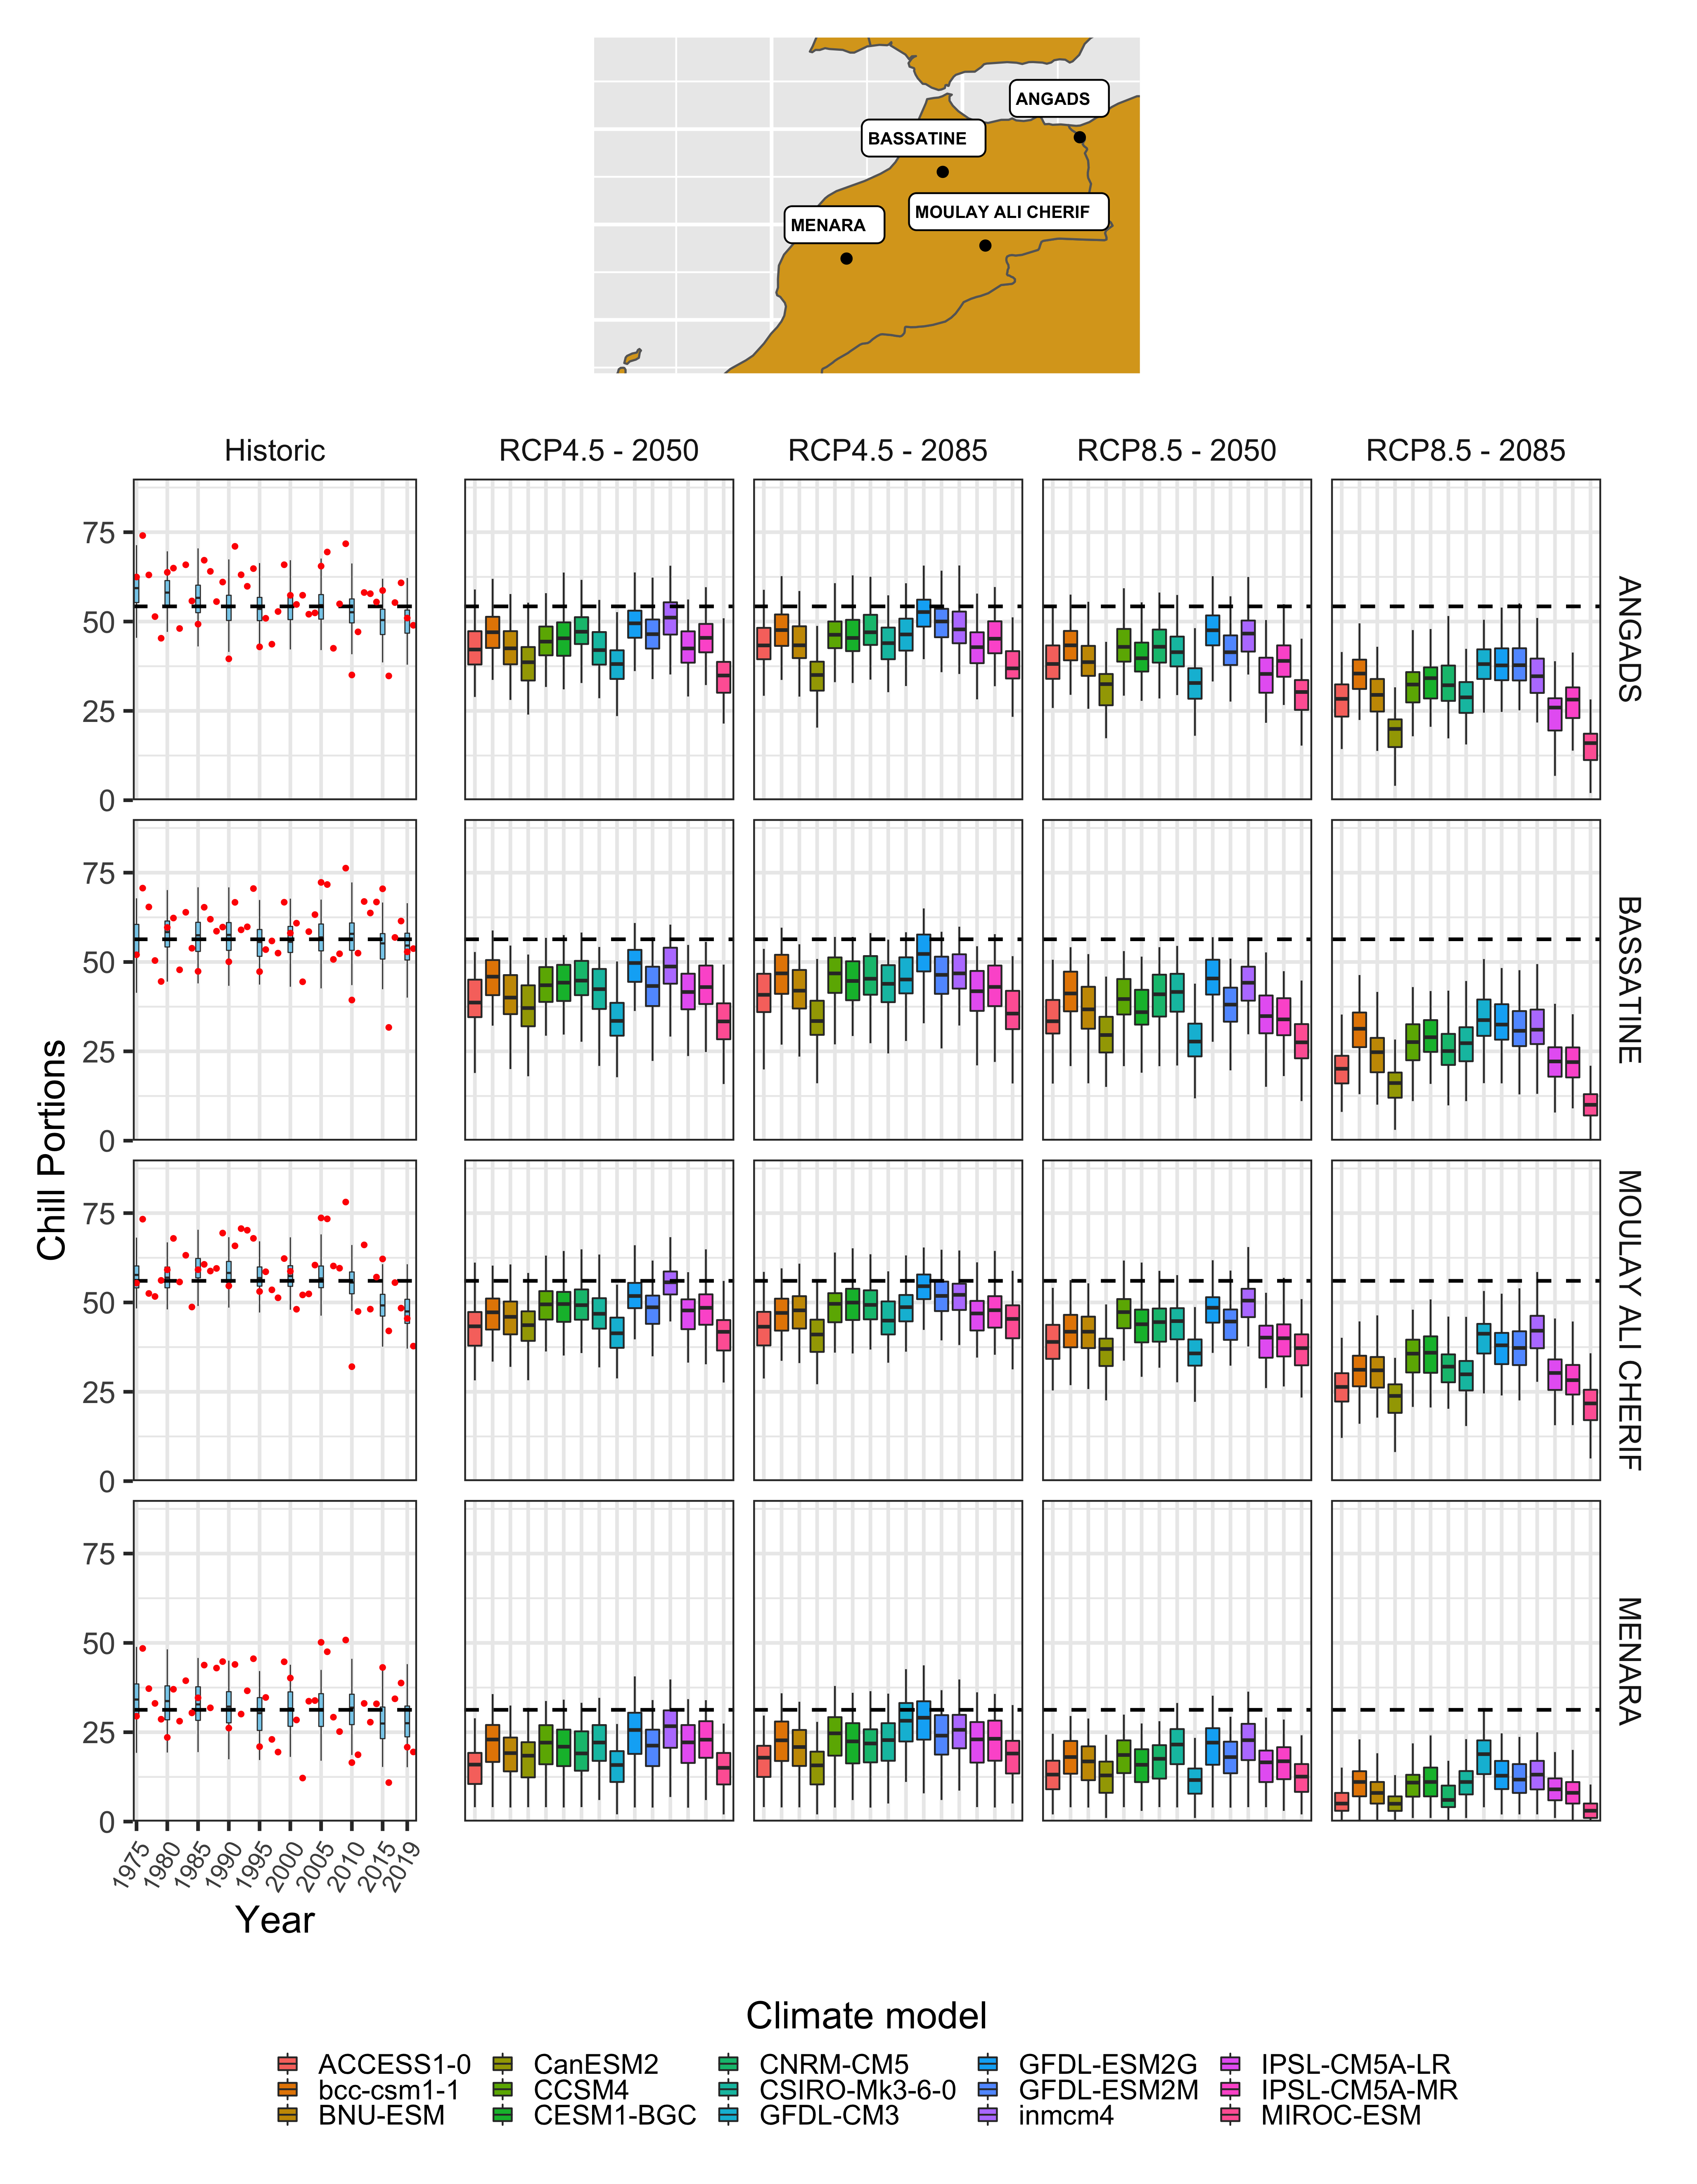 ANGADS
BASSATINE
MOULAY ALI CHERIF
MENARA
Historic
RCP4.5 - 2050
RCP4.5 - 2085
RCP8.5 - 2050
RCP8.5 - 2085
Chill Portions
75
50
25
0
ANGADS
75
50
25
0
BASSATINE
75
50
25
0
MOULAY ALI CHERIF
75
50
25
0
MENARA
1975
1980
1985
1990
1995
2000
2005
2010
2015
2019
Year
Climate model
ACCESS1-0
bcc-csm1-1
BNU-ESM
CanESM2
CCSM4
CESM1-BGC
CNRM-CM5
CSIRO-Mk3-6-0
GFDL-CM3
GFDL-ESM2G
GFDL-ESM2M
inmcm4
IPSL-CM5A-LR
IPSL-CM5A-MR
MIROC-ESM